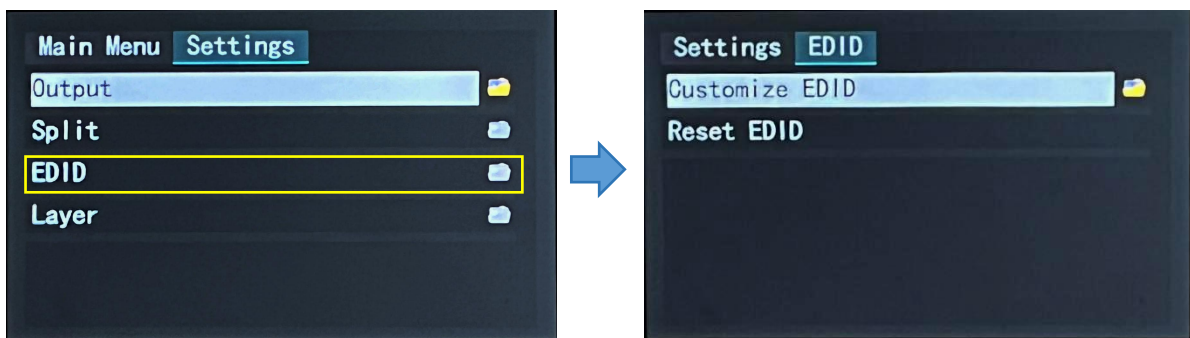 Main Menu Settings
Output
Split
EDID
Layer
Settings EDID
Customize EDID
Reset EDID